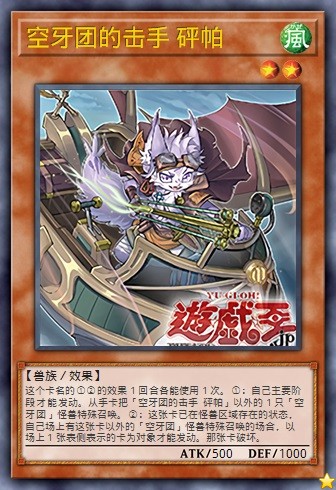 空牙团的击手 砰帕
風
YU-GI-OH!
遊戯王
【兽族／效果】
这个卡名的①②的效果1回合各能使用1次。①：自己主要阶
段才能发动。从手卡把「空牙团的击手 砰帕」以外的1只「空
牙团」怪兽特殊召唤。②：这张卡已在怪兽区域存在的状态，
自己场上有这张卡以外的「空牙团」怪兽特殊召唤的场合，以
场上1张表侧表示的卡为对象才能发动。那张卡破坏。
ATK/500 DEF/1000